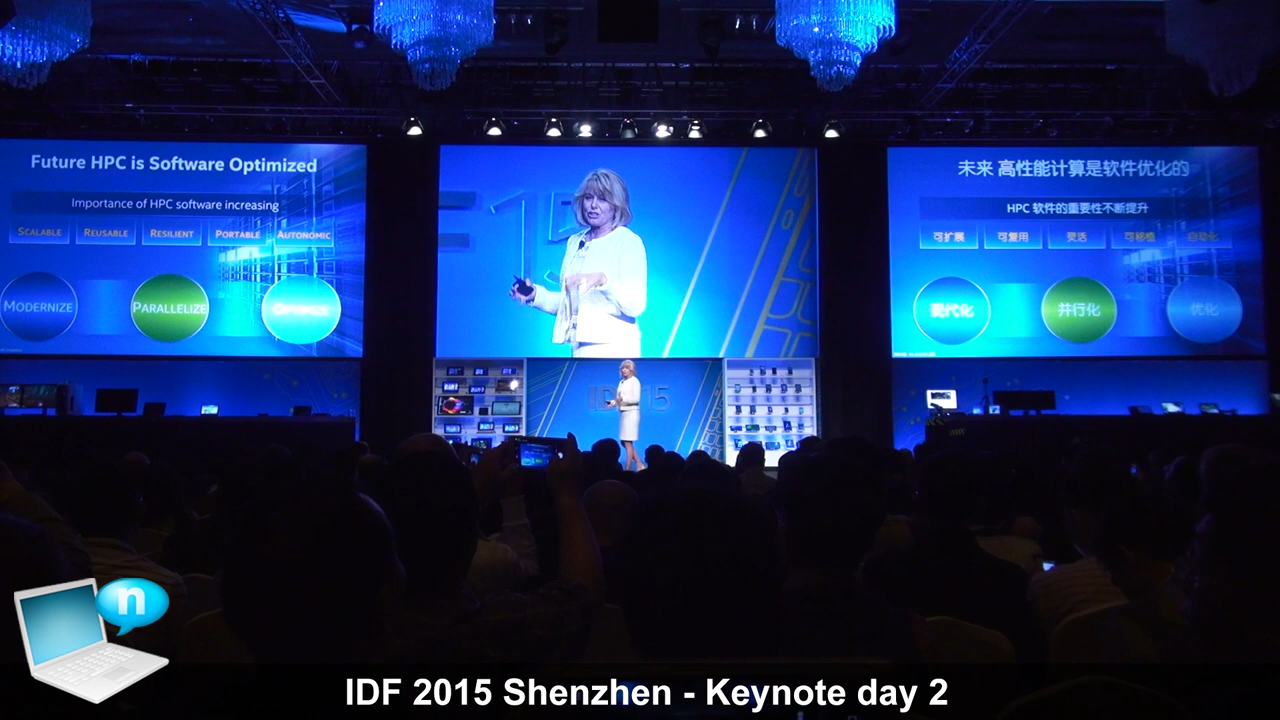 Future HPC is Software Optimized
Importance of HPC software increasing
SCALABLE
REUSABLE
RESILIENT
PORTABLE
AUTONOMIC
MODERNIZE
PARALLELIZE
OPTIMIZE
未来 高性能计算是软件优化的
HPC 软件的重要性不断提升
可扩展
可复用
灵活
可移植
自动化
现代化
并行化
优化
n
IDF 2015 Shenzhen - Keynote day 2